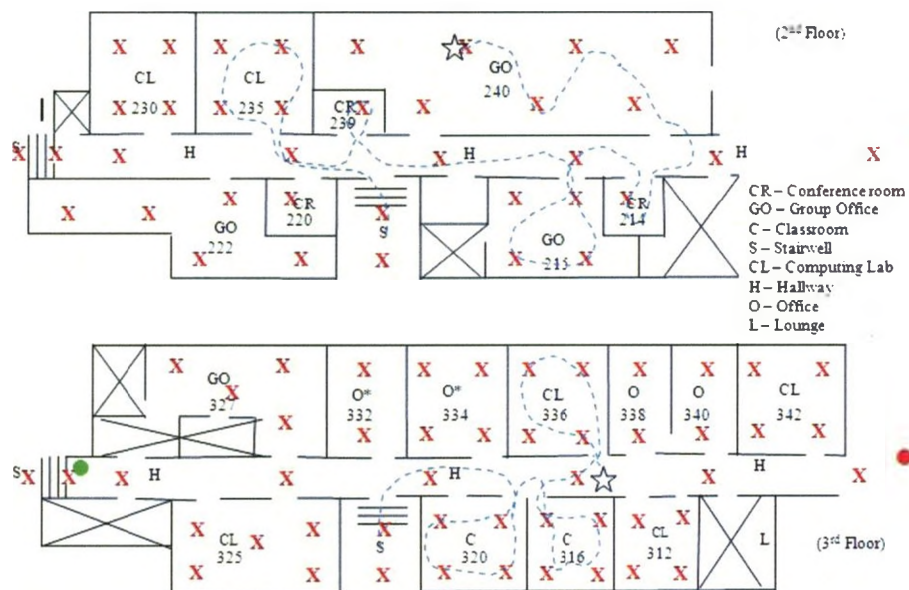 (2nd Floor)
CL
230
CL
235
GO
240
CR
239
S
H
H
H
CR
220
CR
214
GO
222
S
GO
215
CR – Conference room
GO – Group Office
C – Classroom
S – Stairwell
CL – Computing Lab
H – Hallway
O – Office
L – Lounge
GO
327
O*
332
O*
334
CL
336
O
338
O
340
CL
342
S
H
H
H
CL
325
S
C
320
C
316
CL
312
L
(3rd Floor)